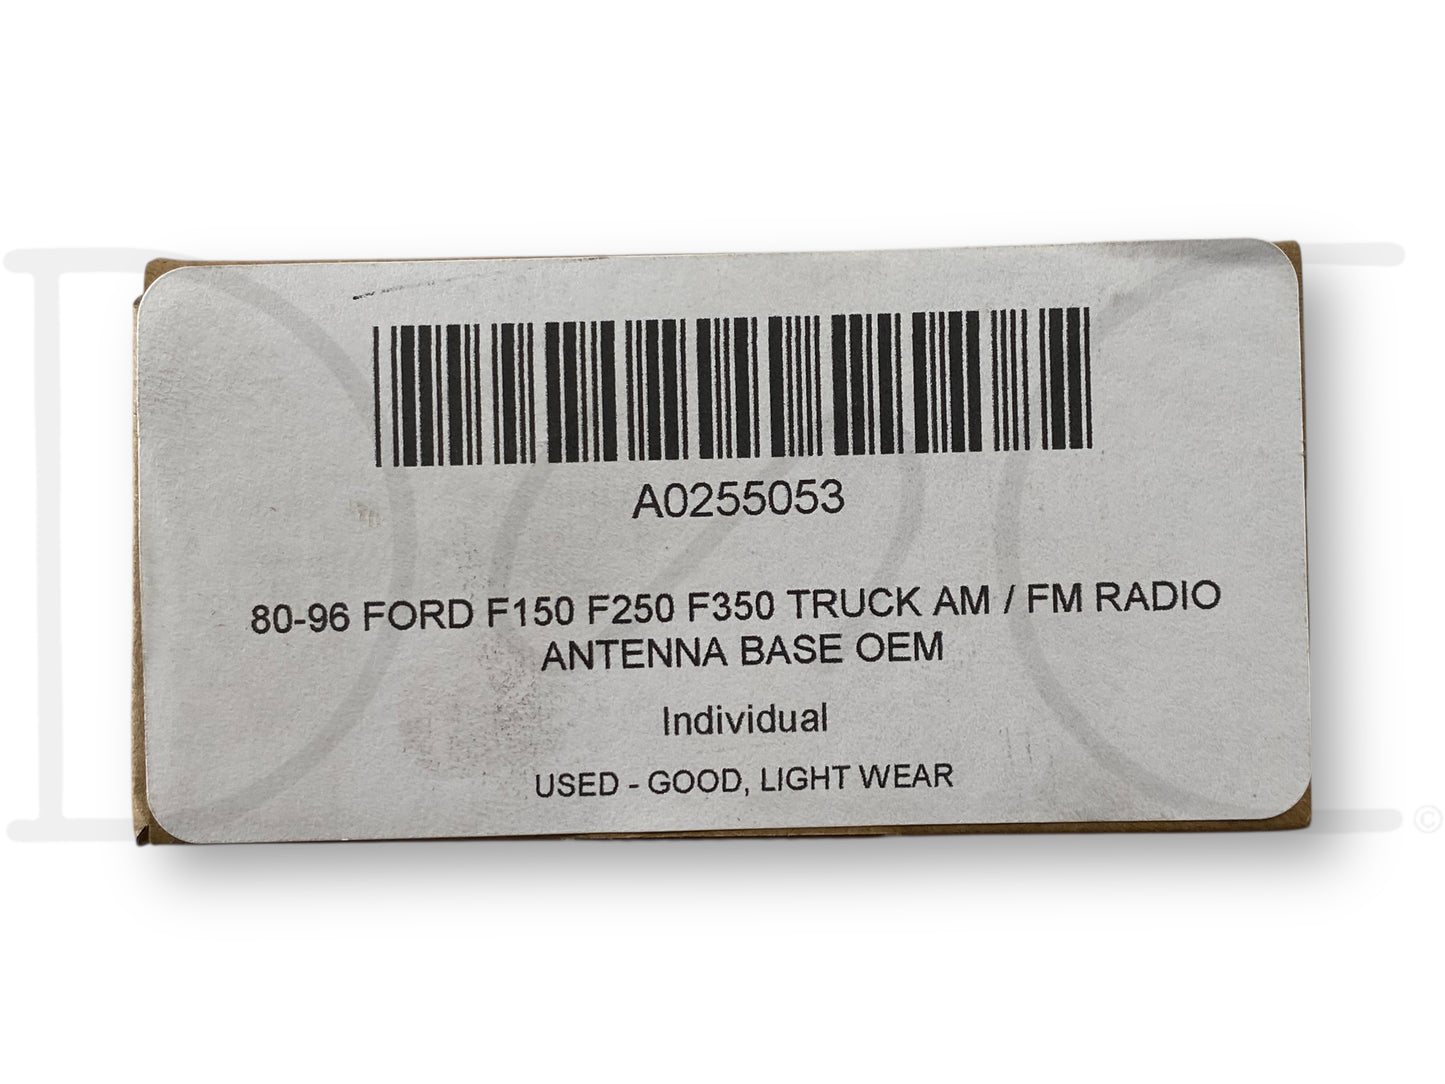 A0255053
80-96 FORD F150 F250 F350 TRUCK AM / FM RADIO
ANTENNA BASE OEM
Individual
USED - GOOD, LIGHT WEAR
©